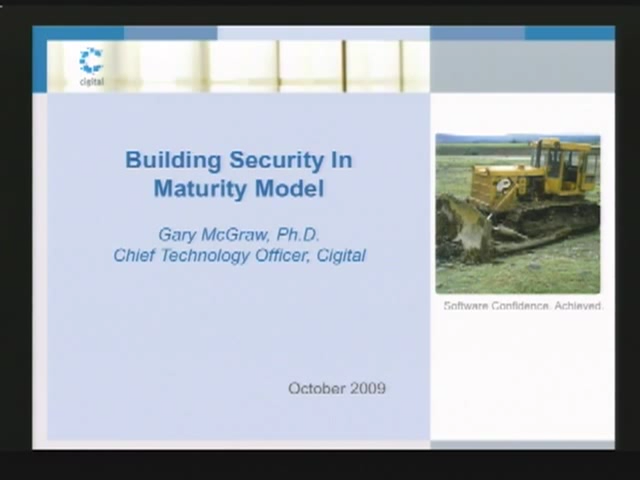 cigital
Building Security In
Maturity Model
Gary McGraw, Ph.D.
Chief Technology Officer, Cigital
Software Confidence. Achieved.
October 2009